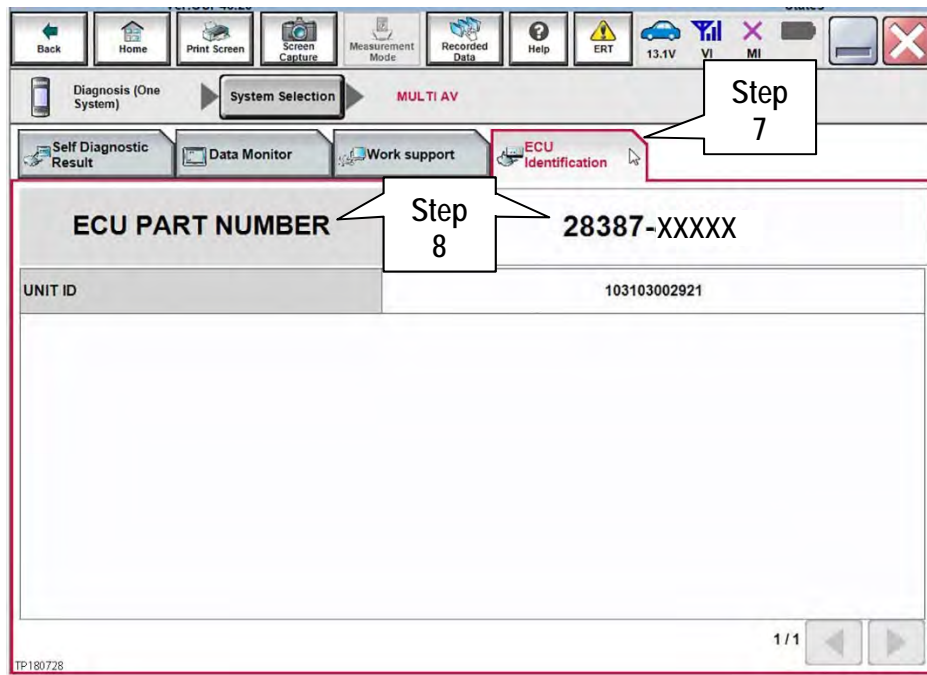 Back
Home
Print Screen
Screen
Capture
Measurement
Mode
Recorded
Data
Help
ERT
13.1V
VI
MI
Diagnosis (One
System)
System Selection
MULTI AV
Step
7
Self Diagnostic
Result
Data Monitor
Work support
ECU
Identification
ECU PART NUMBER
Step
8
28387-XXXXX
UNIT ID
103103002921
1/1
TP180728